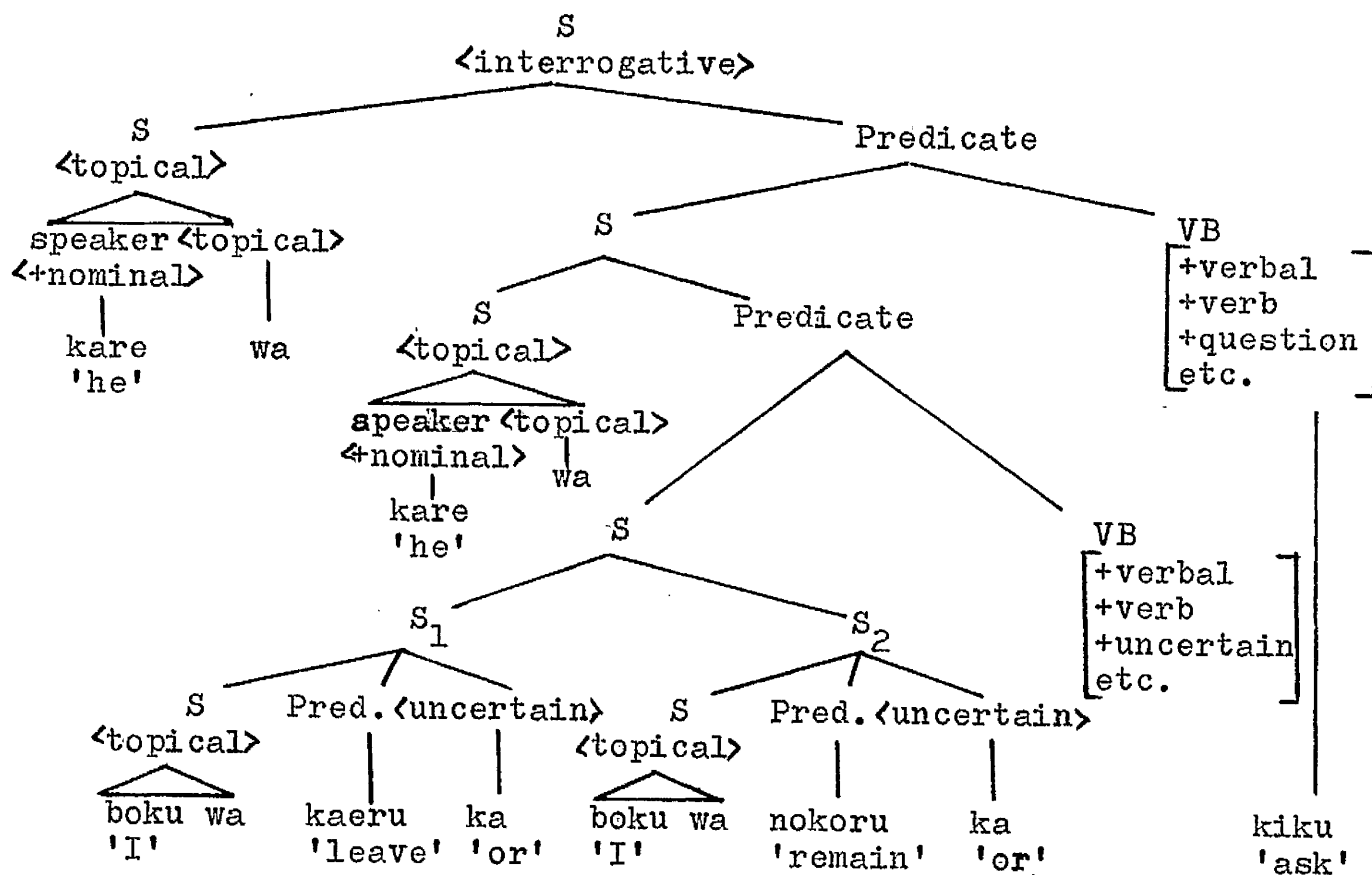 S
<interrogative>
S
<topical>
Predicate
speaker <topical>
<+nominal>
kare wa
'he'
S
VB
+verbal
+verb
+question
etc.
S
<topical>
Predicate
speaker <topical>
<+nominal>
wa
kare
'he'
S
VB
+verbal
+verb
+uncertain
etc.
S1 S2
S Pred. <uncertain> S Pred. <uncertain>
<topical> <topical>
boku wa kaeru ka boku wa nokoru ka kiku
'I' 'leave' 'or' 'I' 'remain' 'or' 'ask'